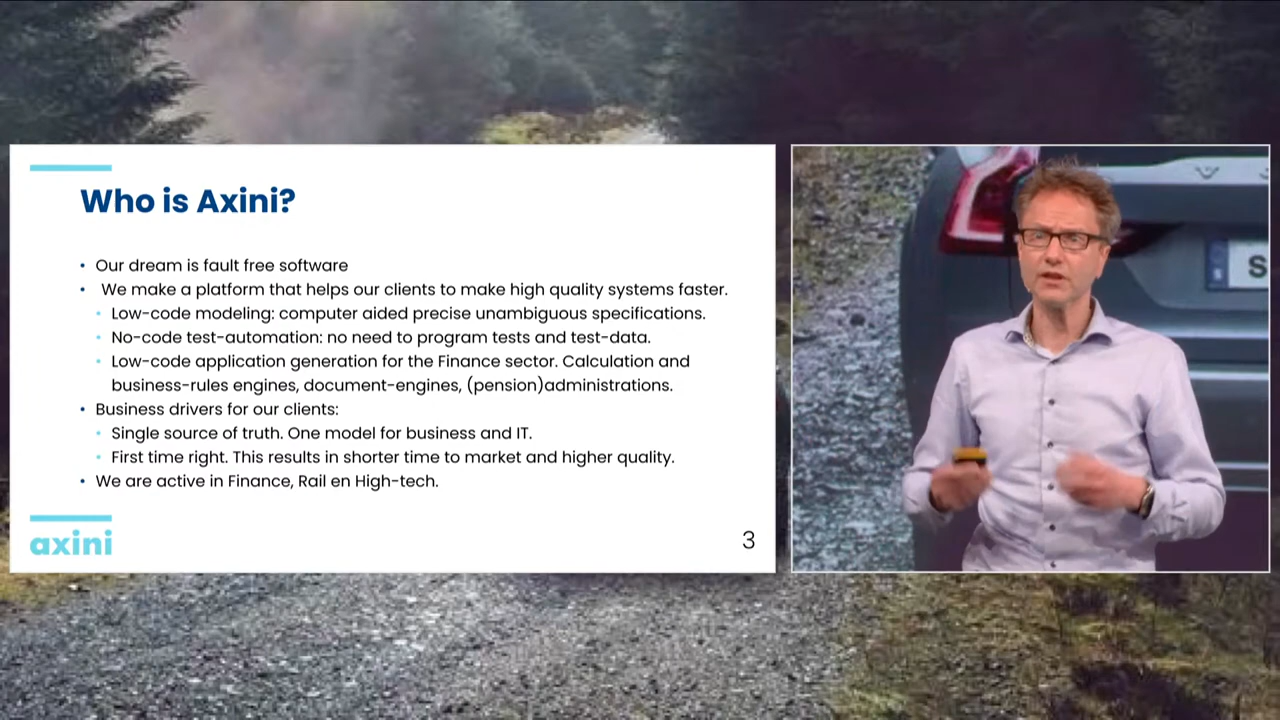 Who is Axini?
• Our dream is fault free software
• We make a platform that helps our clients to make high quality systems faster.
• Low-code modeling: computer aided precise unambiguous specifications.
• No-code test-automation: no need to program tests and test-data.
• Low-code application generation for the Finance sector. Calculation and
business-rules engines, document-engines, (pension)administrations.
• Business drivers for our clients:
• Single source of truth. One model for business and IT.
• First time right. This results in shorter time to market and higher quality.
• We are active in Finance, Rail en High-tech.
axini
3
S